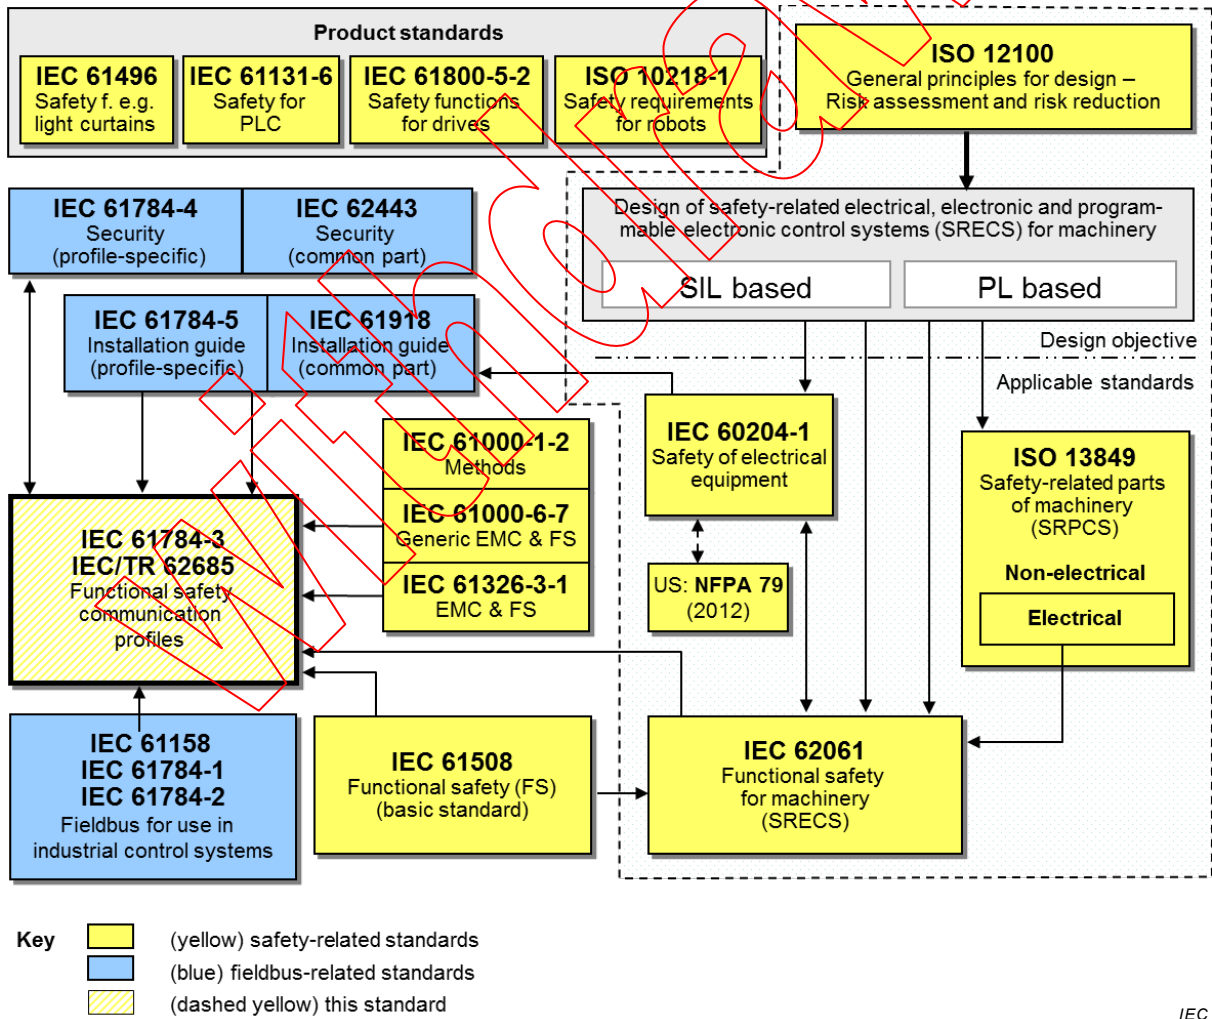 Product standards
IEC 61496
Safety f. e.g.
light curtains
IEC 61131-6
Safety for
PLC
IEC 61800-5-2
Safety functions
for drives
ISO 10218-1
Safety requirements
for robots
ISO 12100
General principles for design –
Risk assessment and risk reduction
IEC 61784-4
Security
(profile-specific)
IEC 62443
Security
(common part)
Design of safety-related electrical, electronic and program-
mable electronic control systems (SRECS) for machinery
SIL based
PL based
IEC 61784-5
Installation guide
(profile-specific)
IEC 61918
Installation guide
(common part)
Design objective
Applicable standards
IEC 61000-1-2
Methods
IEC 61000-6-7
Generic EMC & FS
IEC 61326-3-1
EMC & FS
IEC 60204-1
Safety of electrical
equipment
US: NFPA 79
(2012)
ISO 13849
Safety-related parts
of machinery
(SRPCS)
Non-electrical
Electrical
IEC 61784-3
IEC/TR 62685
Functional safety
communication
profiles
IEC 61158
IEC 61784-1
IEC 61784-2
Fieldbus for use in
industrial control systems
IEC 61508
Functional safety (FS)
(basic standard)
IEC 62061
Functional safety
for machinery
(SRECS)
Key
(yellow) safety-related standards
(blue) fieldbus-related standards
(dashed yellow) this standard
IEC